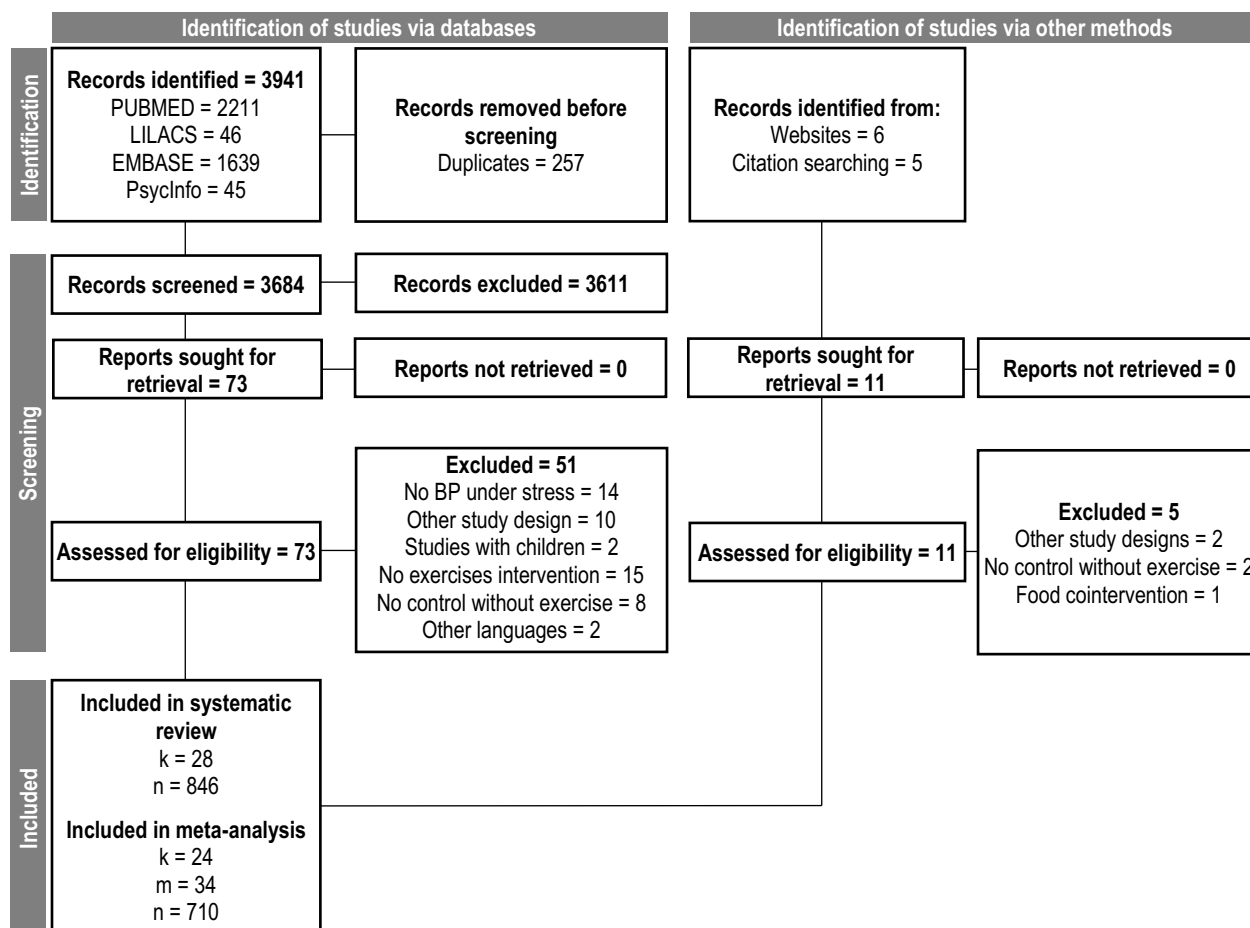 Identification of studies via databases
Identification of studies via other methods
Identification
Records identified = 3941
PUBMED = 2211
LILACS = 46
EMBASE = 1639
PsycInfo = 45
Records removed before
screening
Duplicates = 257
Records identified from:
Websites = 6
Citation searching = 5
Screening
Records screened = 3684
Records excluded = 3611
Reports sought for
retrieval = 73
Reports not retrieved = 0
Reports sought for
retrieval = 11
Reports not retrieved = 0
Assessed for eligibility = 73
Excluded = 51
No BP under stress = 14
Other study design = 10
Studies with children = 2
No exercises intervention = 15
No control without exercise = 8
Other languages = 2
Assessed for eligibility = 11
Excluded = 5
Other study designs = 2
No control without exercise = 2
Food cointervention = 1
Included
Included in systematic
review
k = 28
n = 846
Included in meta-analysis
k = 24
m = 34
n = 710